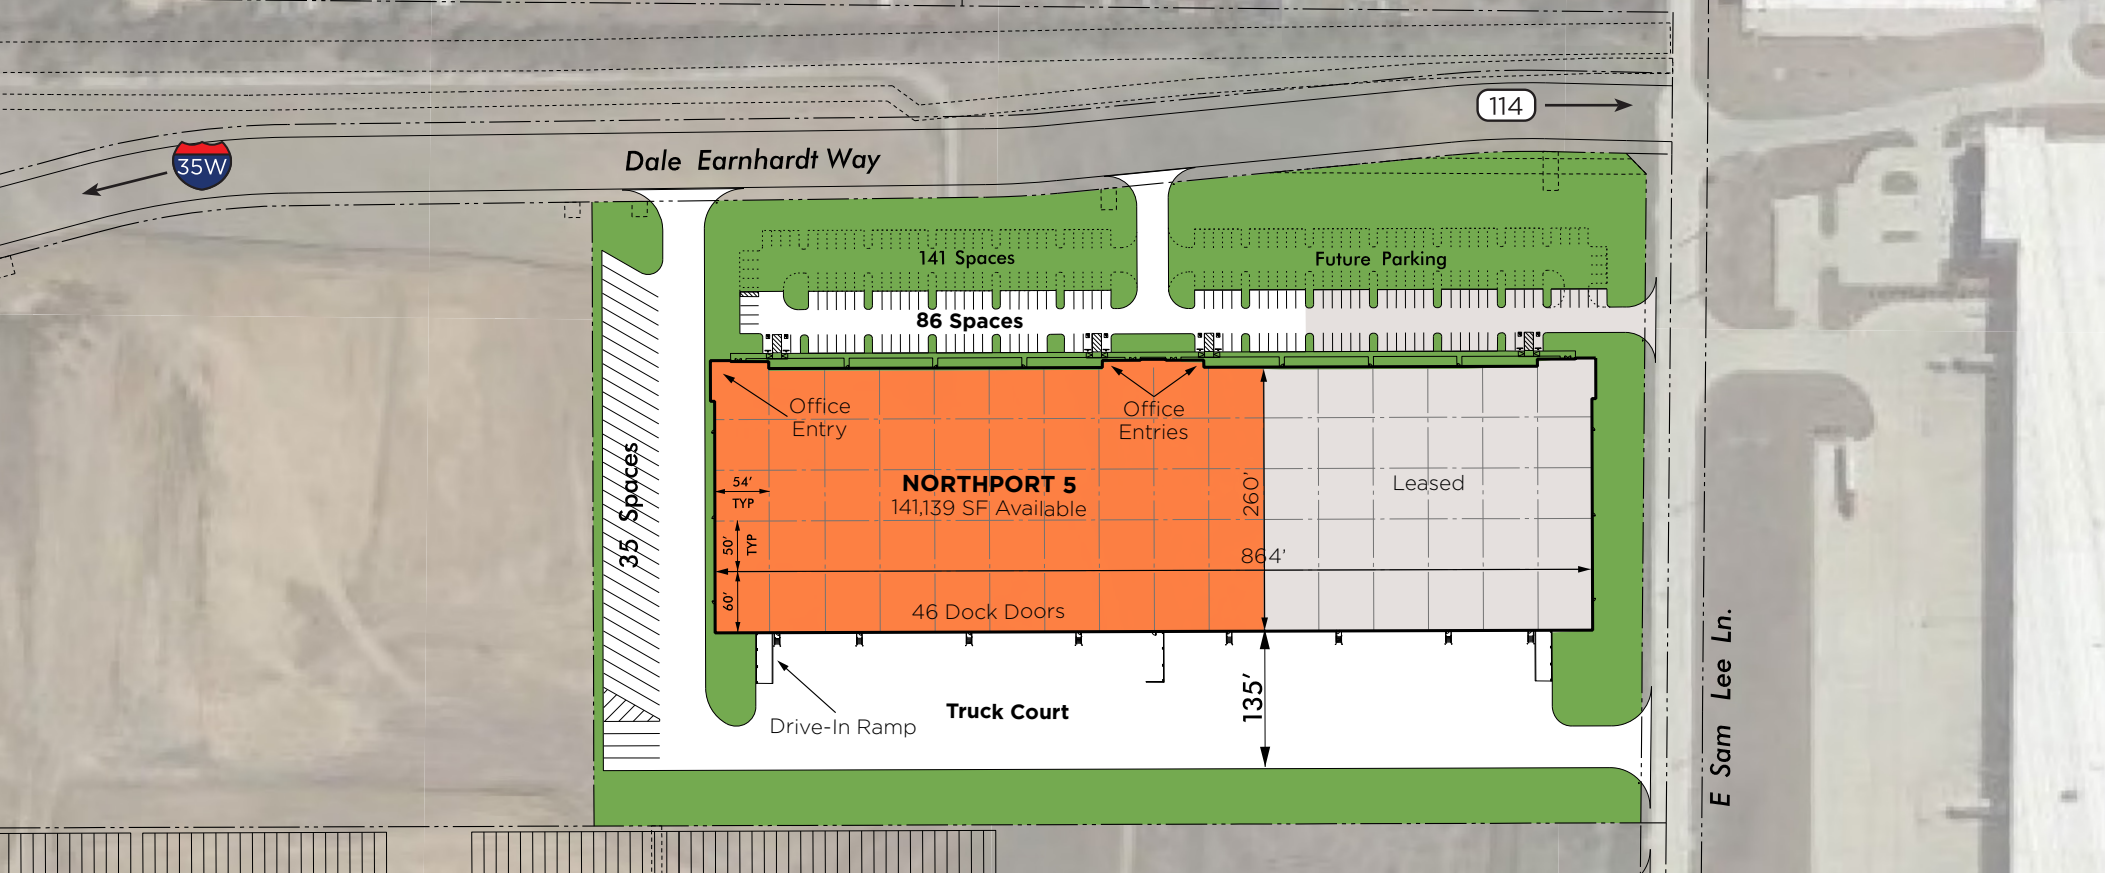 114
35W
Dale Earnhardt Way
141 Spaces
Future Parking
86 Spaces
Office
Entry
Office
Entries
35 Spaces
54'
TYP
NORTHPORT 5
141,139 SF Available
260'
Leased
50'
TYP
864'
60'
46 Dock Doors
135'
Truck Court
Drive-In Ramp
E Sam Lee Ln.